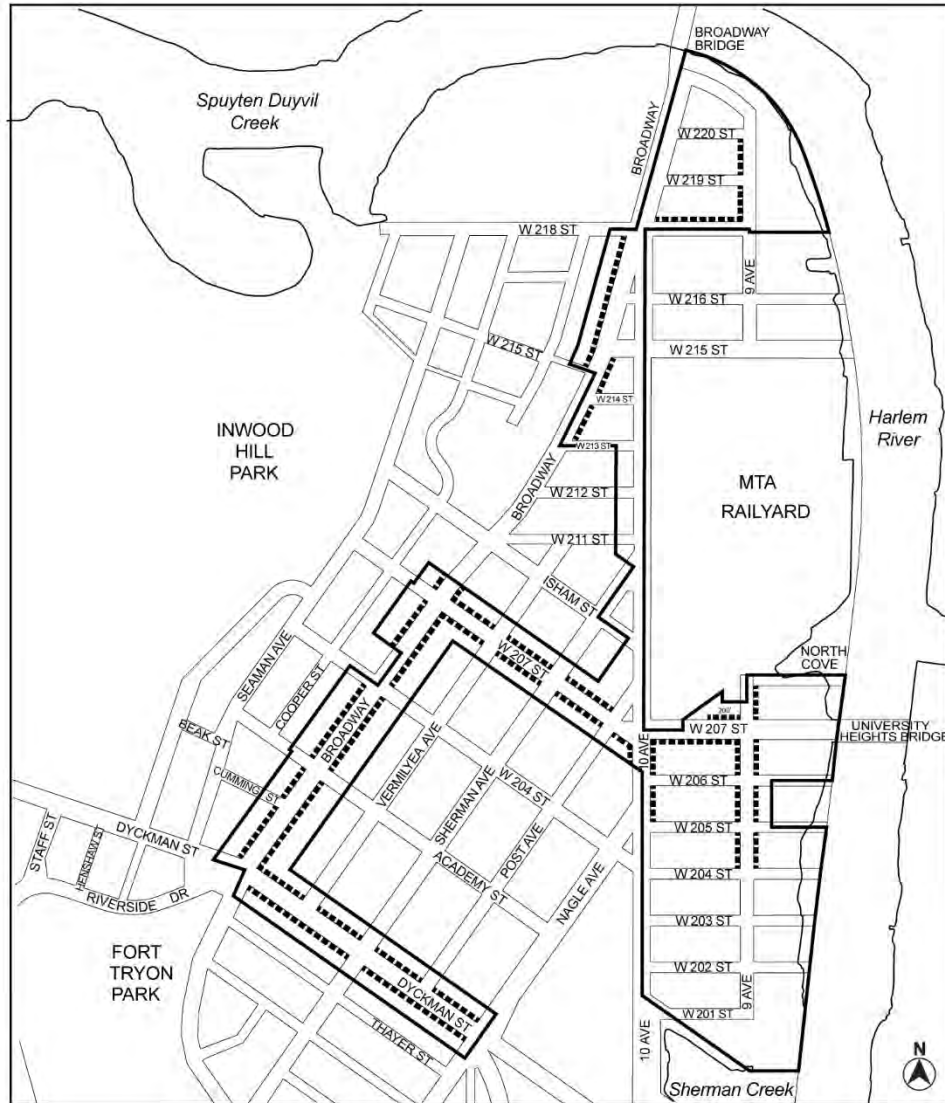 BROADWAY
BRIDGE
Spuyten Duyvil
Creek
BROADWAY
W 220 ST
W 219 ST
W 218 ST
9 AVE
W 216 ST
W 215 ST
W 215 ST
W 214 ST
Harlem
River
INWOOD
HILL
PARK
W 213 ST
BROADWAY
MTA
RAILYARD
W 212 ST
W 211 ST
ISHAM ST
NORTH
COVE
W 207 ST
SEAMAN AVE
COOPER ST
200'
W 207 ST
UNIVERSITY
HEIGHTS BRIDGE
BEAK ST
BROADWAY
10 AVE
VERMILYEA AVE
W 206 ST
CUMMING ST
W 204 ST
SHERMAN AVE
W 205 ST
STAFF ST
HENSHAW ST
DYCKMAN ST
POST AVE
ACADEMY ST
W 204 ST
RIVERSIDE DR
NAGLE AVE
W 203 ST
FORT
TRYON
PARK
W 202 ST
DYCKMAN ST
9 AVE
W 201 ST
THAYER ST
10 AVE
N
Sherman Creek